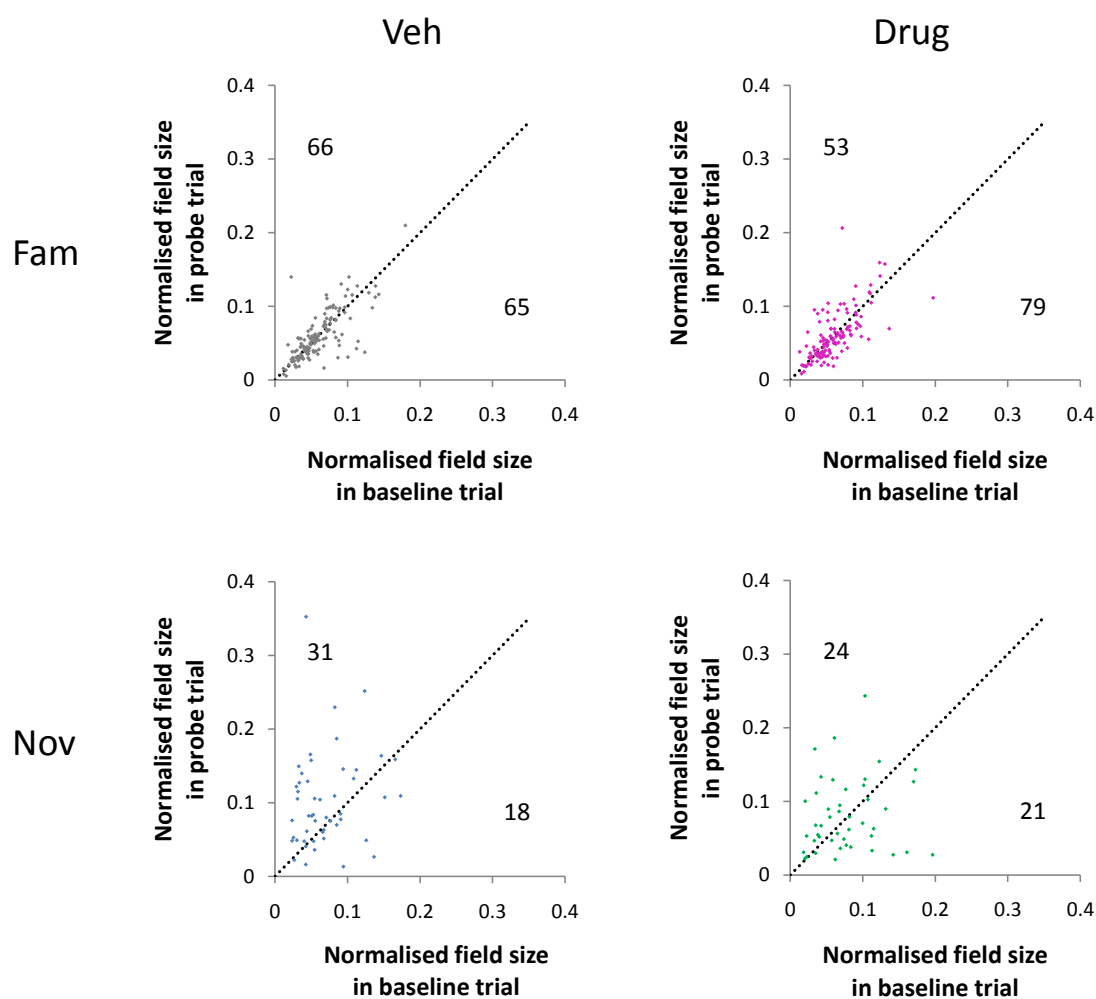 Veh
Drug
Fam
Normalised field size
in probe trial
0.4
0.3
0.2
0.1
0
66
65
0
0.1
0.2
0.3
0.4
Normalised field size
in baseline trial
Normalised field size
in probe trial
0.4
0.3
0.2
0.1
0
53
79
0
0.1
0.2
0.3
0.4
Normalised field size
in baseline trial
Nov
Normalised field size
in probe trial
0.4
0.3
0.2
0.1
0
31
18
0
0.1
0.2
0.3
0.4
Normalised field size
in baseline trial
Normalised field size
in probe trial
0.4
0.3
0.2
0.1
0
24
21
0
0.1
0.2
0.3
0.4
Normalised field size
in baseline trial